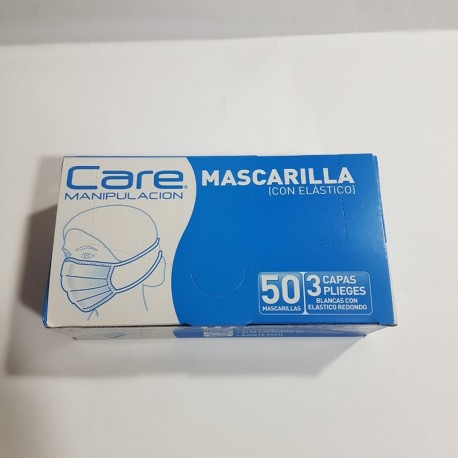 Care®
MANIPULACION
MASCARILLA
(CON ELÁSTICO)
50
MASCARILLAS
3 CAPAS
PLIEGES
BLANCAS CON
ELASTICO REDONDO